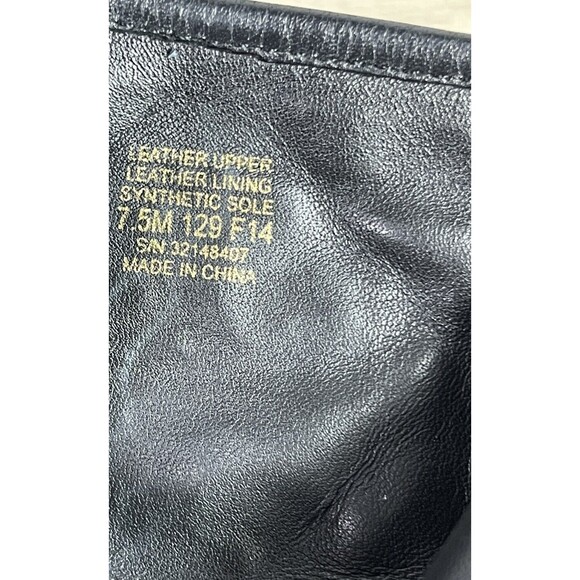 LEATHER UPPER
LEATHER LINING
SYNTHETIC SOLE
7.5M 129 F14
S/N 32148407
MADE IN CHINA